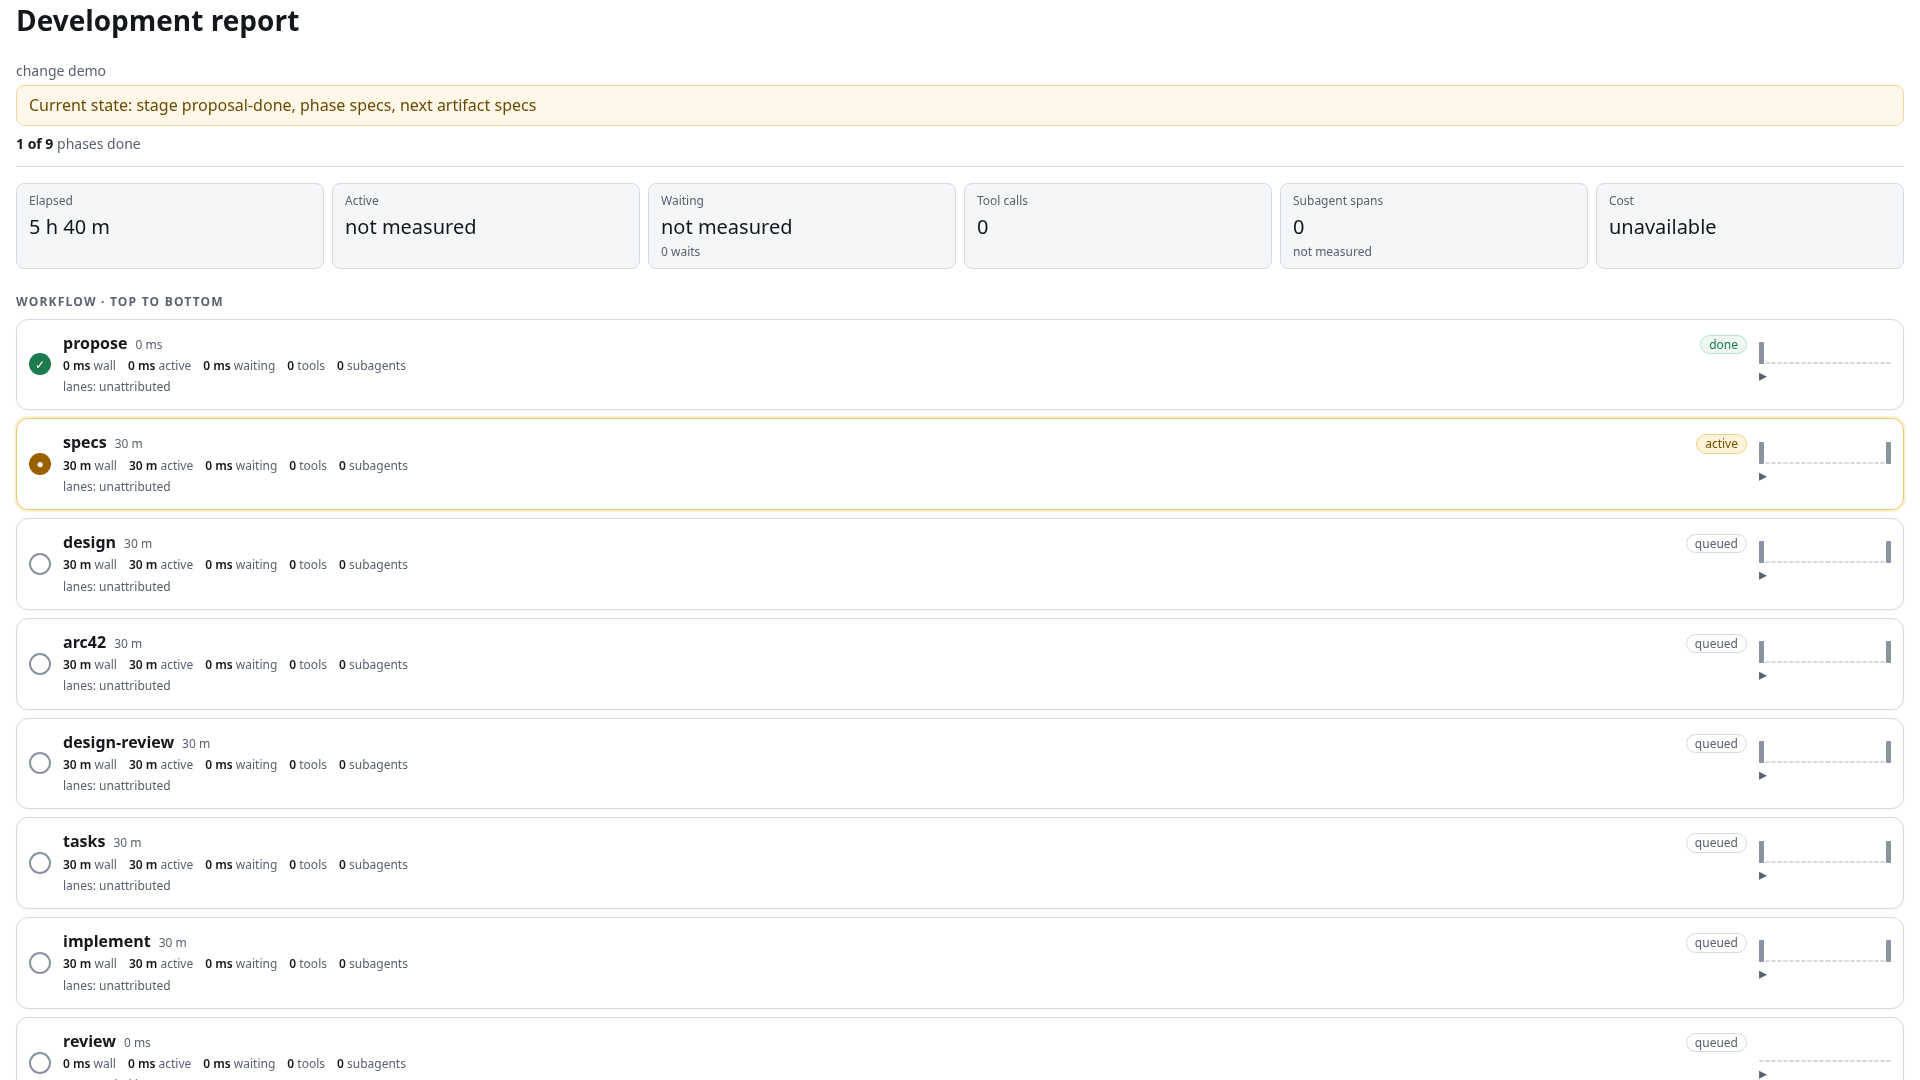 Development report
change demo
Current state: stage proposal-done, phase specs, next artifact specs
1 of 9 phases done
Elapsed
5 h 40 m
Active
not measured
Waiting
not measured
0 waits
Tool calls
0
Subagent spans
0
not measured
Cost
unavailable
WORKFLOW · TOP TO BOTTOM
propose 0 ms
done
0 ms wall 0 ms active 0 ms waiting 0 tools 0 subagents
lanes: unattributed
specs 30 m
active
30 m wall 30 m active 0 ms waiting 0 tools 0 subagents
lanes: unattributed
design 30 m
queued
30 m wall 30 m active 0 ms waiting 0 tools 0 subagents
lanes: unattributed
arc42 30 m
queued
30 m wall 30 m active 0 ms waiting 0 tools 0 subagents
lanes: unattributed
design-review 30 m
queued
30 m wall 30 m active 0 ms waiting 0 tools 0 subagents
lanes: unattributed
tasks 30 m
queued
30 m wall 30 m active 0 ms waiting 0 tools 0 subagents
lanes: unattributed
implement 30 m
queued
30 m wall 30 m active 0 ms waiting 0 tools 0 subagents
lanes: unattributed
review 0 ms
queued
0 ms wall 0 ms active 0 ms waiting 0 tools 0 subagents